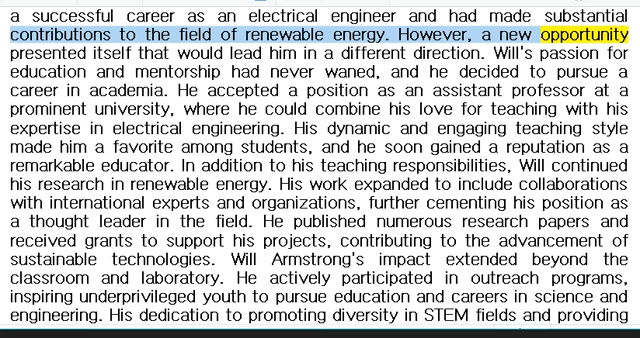 a successful career as an electrical engineer and had made substantial
contributions to the field of renewable energy. However, a new opportunity
presented itself that would lead him in a different direction. Will's passion for
education and mentorship had never waned, and he decided to pursue a
career in academia. He accepted a position as an assistant professor at a
prominent university, where he could combine his love for teaching with his
expertise in electrical engineering. His dynamic and engaging teaching style
made him a favorite among students, and he soon gained a reputation as a
remarkable educator. In addition to his teaching responsibilities, Will continued
his research in renewable energy. His work expanded to include collaborations
with international experts and organizations, further cementing his position as
a thought leader in the field. He published numerous research papers and
received grants to support his projects, contributing to the advancement of
sustainable technologies. Will Armstrong's impact extended beyond the
classroom and laboratory. He actively participated in outreach programs,
inspiring underprivileged youth to pursue education and careers in science and
engineering. His dedication to promoting diversity in STEM fields and providing